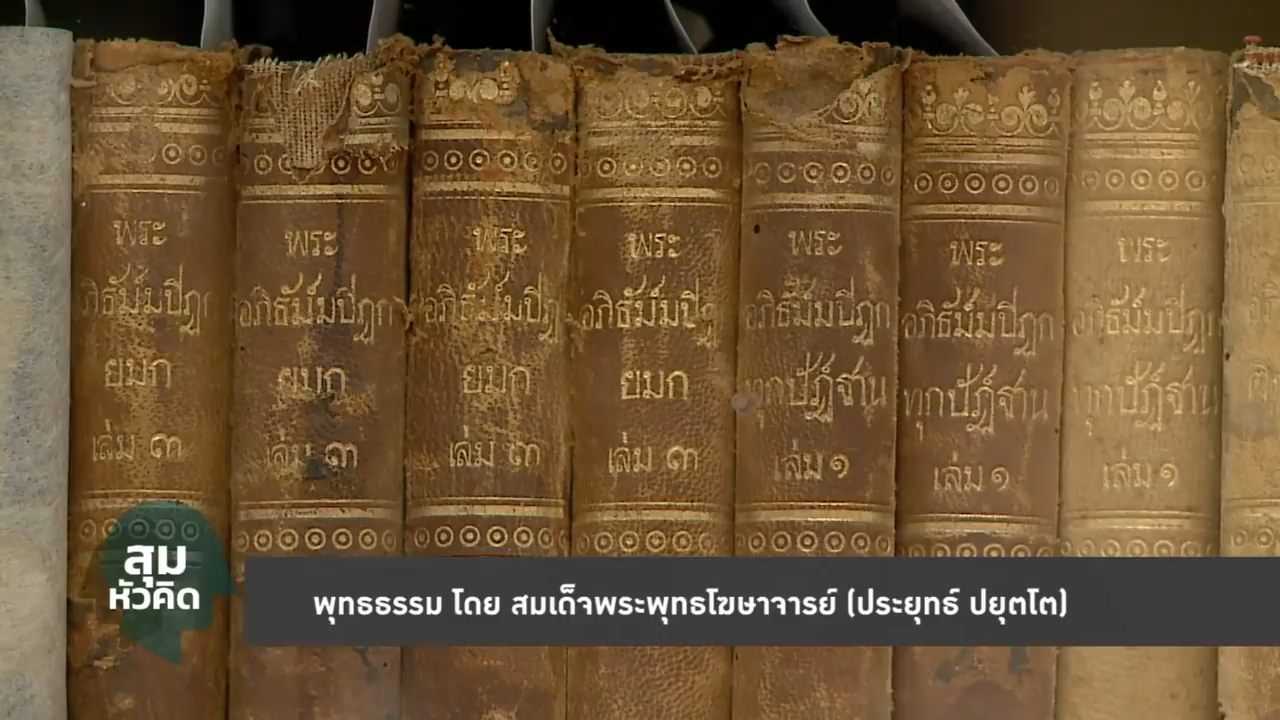 พระ
อภิธัมมปิฎก
ยมก
เล่ม ๓
พระ
อภิธัมมปิฎก
ยมก
เล่ม ๓
พระ
อภิธัมมปิฎก
ยมก
เล่ม ๓
พระ
อภิธัมมปิฎก
ยมก
เล่ม ๓
พระ
อภิธัมมปิฎก
ทุกปัฏ์ฐาน
เล่ม ๑
พระ
อภิธัมมปิฎก
ทุกปัฏ์ฐาน
เล่ม ๑
พระ
อภิธัมมปิฎก
ทุกปัฏ์ฐาน
เล่ม ๑
สุม
หัวคิด
พุทธธรรม โดย สมเด็จพระพุทธโฆษาจารย์ (ประยุทธ์ ปยุตโต)